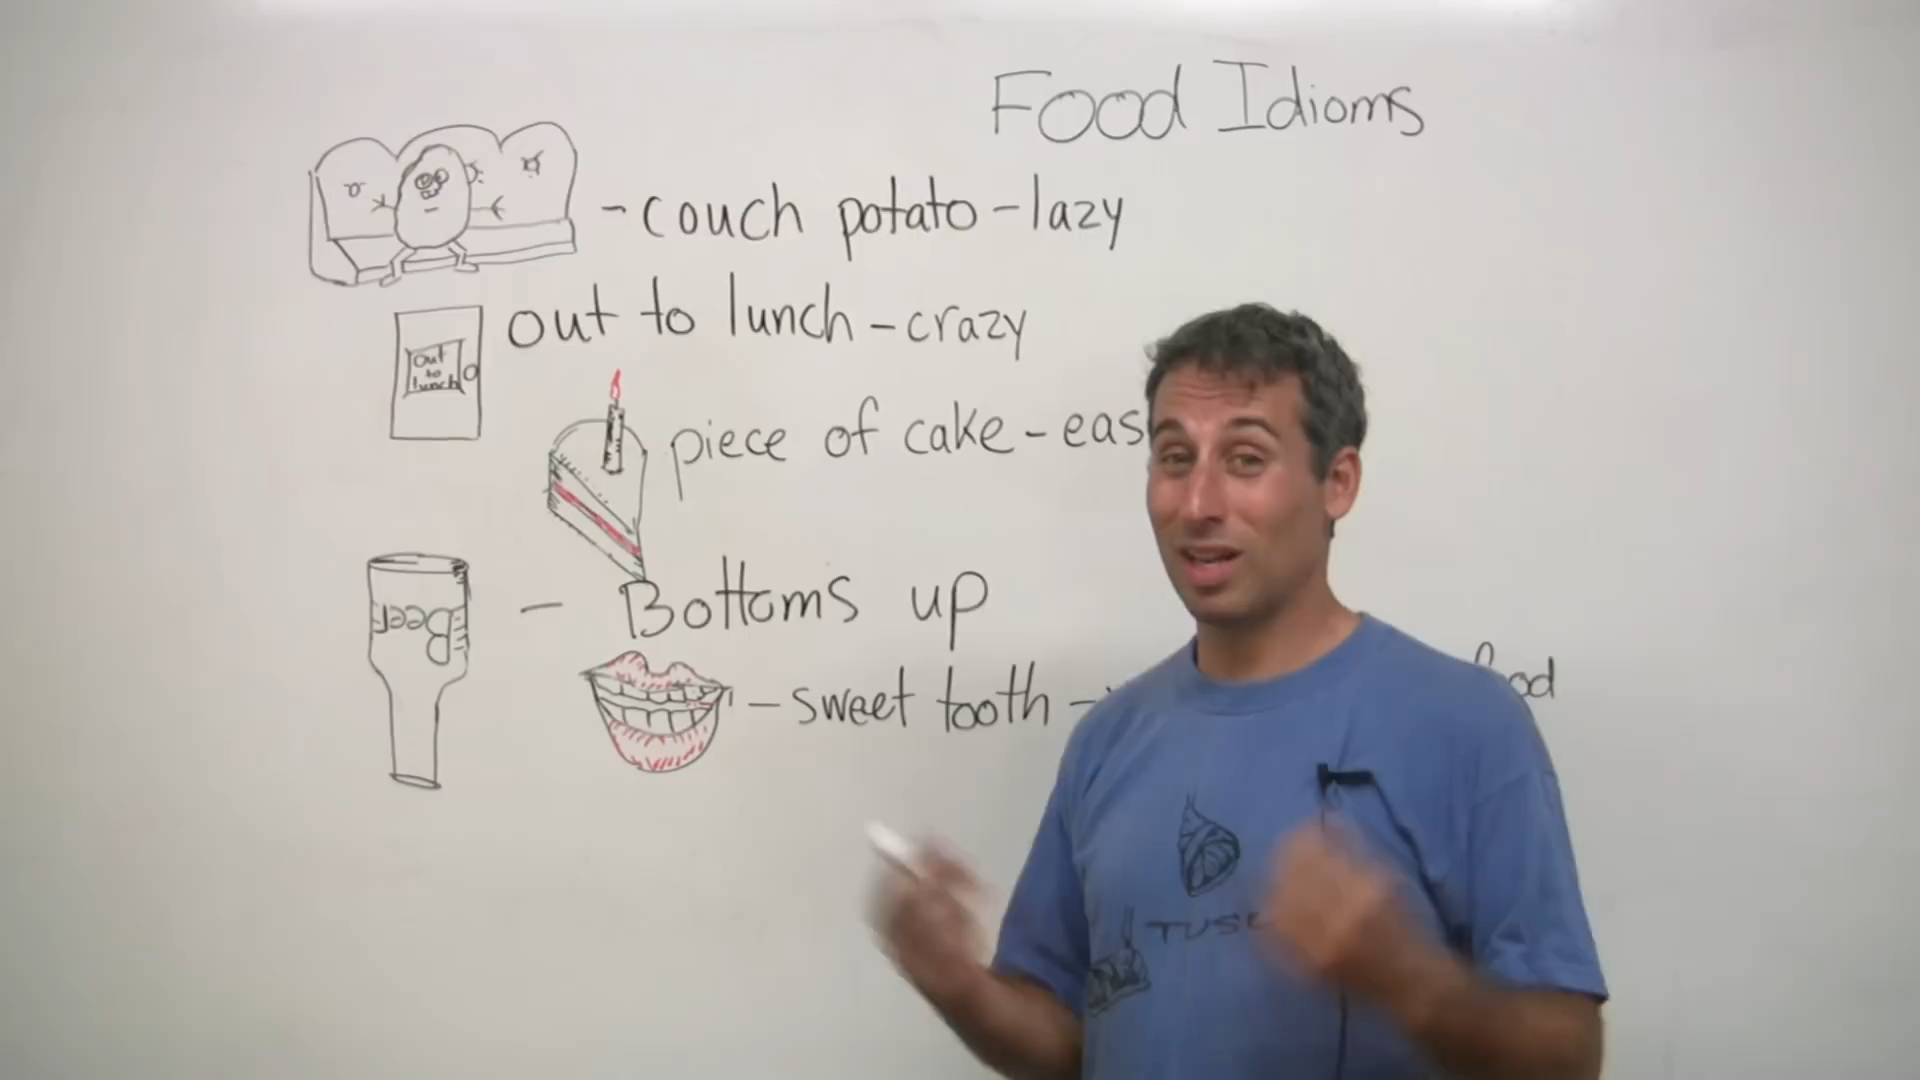 Food Idioms
- couch potato - lazy
out to lunch - crazy
out
to
lunch
piece of cake - eas
Beer
- Bottoms up
- sweet tooth -